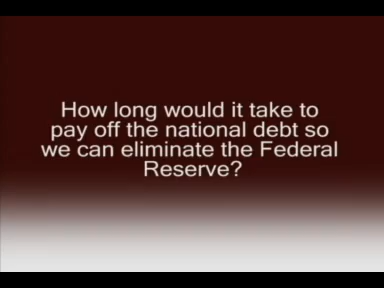 How long would it take to
pay off the national debt so
we can eliminate the Federal
Reserve?